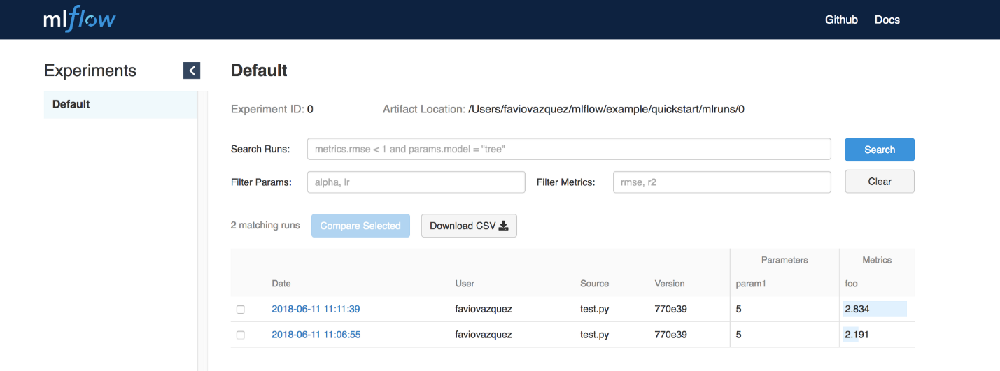 mlflow
Github Docs
Experiments
Default
Default
Experiment ID: 0 Artifact Location: /Users/faviovazquez/mlflow/example/quickstart/mlruns/0
Search Runs: metrics.rmse < 1 and params.model = "tree" Search
Filter Params: alpha, lr Filter Metrics: rmse, r2 Clear
2 matching runs Compare Selected Download CSV
Parameters Metrics
Date User Source Version param1 foo
2018-06-11 11:11:39 faviovazquez test.py 770e39 5 2.834
2018-06-11 11:06:55 faviovazquez test.py 770e39 5 2.191